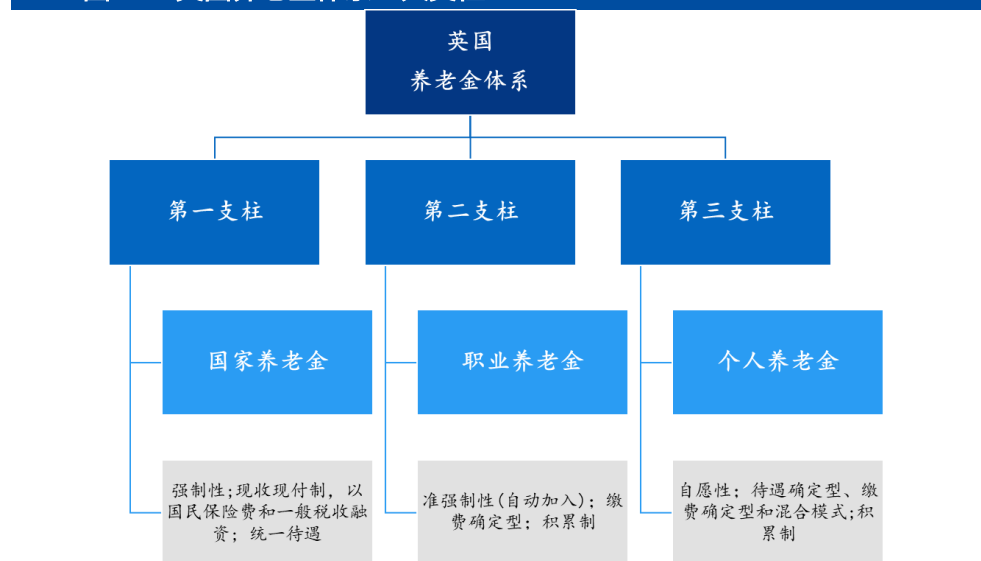 英国
养老金体系
第一支柱
第二支柱
第三支柱
国家养老金
职业养老金
个人养老金
强制性;现收现付制，以
国民保险费和一般税收融
资；统一待遇
准强制性(自动加入)；缴
费确定型；积累制
自愿性；待遇确定型、缴
费确定型和混合模式;积
累制